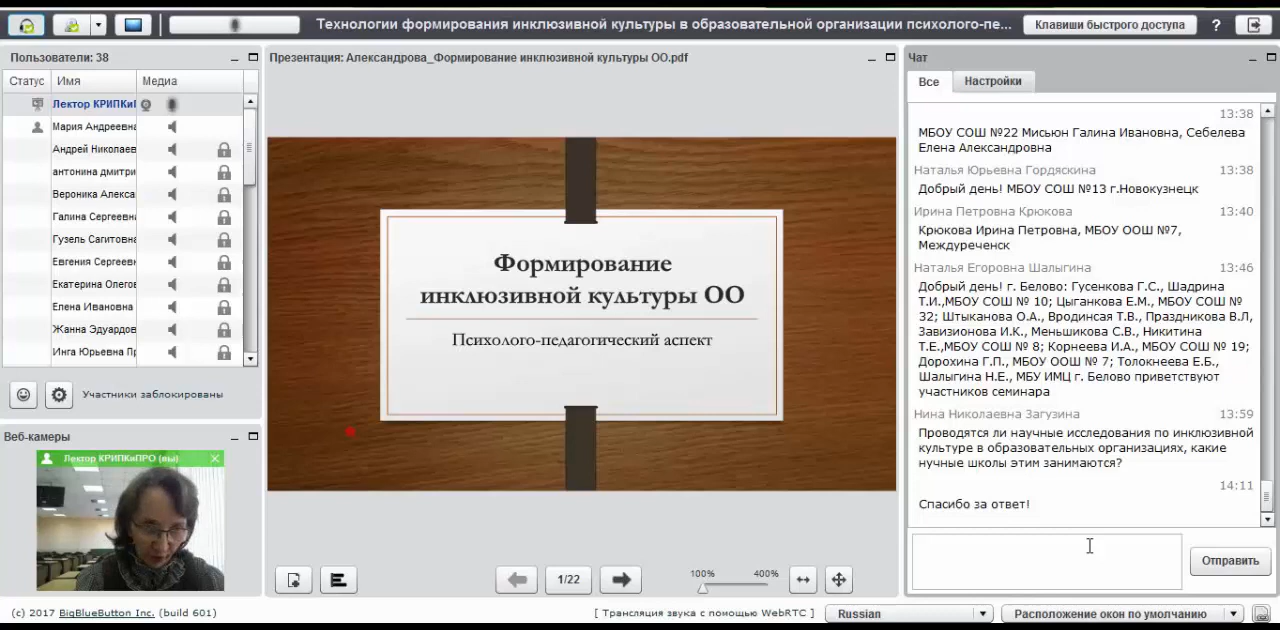 Технологии формирования инклюзивной культуры в образовательной организации психолого-пе...
Клавиши быстрого доступа
?
Пользователи: 38
Статус Имя Медиа
Лектор КРИПКи
Мария Андреевна
Андрей Николаев
антонина дмитри
Вероника Алекса
Галина Сергеевн
Гузель Сагитовна
Евгения Сергеев
Екатерина Олегов
Елена Ивановна
Жанна Эдуардов
Инга Юрьевна Пр
Участники заблокированы
Веб-камеры
Лектор КРИПКиПРО (вы)
Презентация: Александрова_Формирование инклюзивной культуры ОО.pdf
Формирование
инклюзивной культуры ОО
Психолого-педагогический аспект
1/22
100% 400%
Чат
Все Настройки
13:38
МБОУ СОШ №22 Мисьюн Галина Ивановна, Себелева
Елена Александровна
Наталья Юрьевна Гордяскина 13:38
Добрый день! МБОУ СОШ №13 г.Новокузнецк
Ирина Петровна Крюкова 13:40
Крюкова Ирина Петровна, МБОУ ООШ №7,
Междуреченск
Наталья Егоровна Шалыгина 13:46
Добрый день! г. Белово: Гусенкова Г.С., Шадрина
Т.И.,МБОУ СОШ № 10; Цыганкова Е.М., МБОУ СОШ №
32; Штыканова О.А., Вродинсая Т.В., Праздникова В.Л,
Завизионова И.К., Меньшикова С.В., Никитина
Т.Е.,МБОУ СОШ № 8; Корнеева И.А., МБОУ СОШ № 19;
Дорохина Г.П., МБОУ ООШ № 7; Толокнеева Е.Б.,
Шалыгина Н.Е., МБУ ИМЦ г. Белово приветствуют
участников семинара
Нина Николаевна Загузина 13:59
Проводятся ли научные исследования по инклюзивной
культуре в образовательных организациях, какие
нучные школы этим занимаются?
14:11
Спасибо за ответ!
Отправить
(c) 2017 BigBlueButton Inc. (build 601)
[ Трансляция звука с помощью WebRTC ]
Russian
Расположение окон по умолчанию